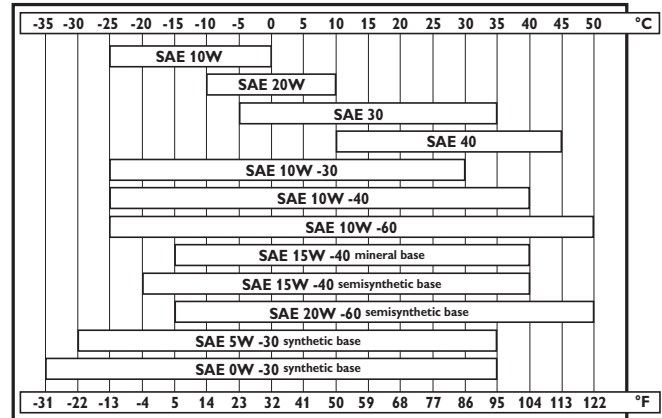 -35 -30 -25 -20 -15 -10 -5 0 5 10 15 20 25 30 35 40 45 50 °C
SAE 10W
SAE 20W
SAE 30
SAE 40
SAE 10W -30
SAE 10W -40
SAE 10W -60
SAE 15W -40 mineral base
SAE 15W -40 semisynthetic base
SAE 20W -60 semisynthetic base
SAE 5W -30 synthetic base
SAE 0W -30 synthetic base
-31 -22 -13 -4 5 14 23 32 41 50 59 68 77 86 95 104 113 122 °F